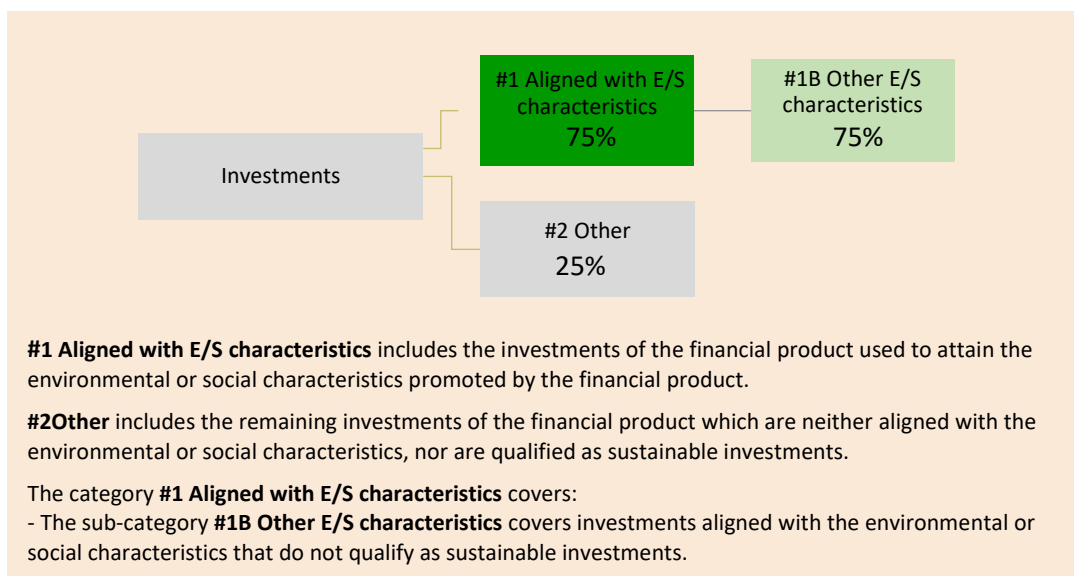 #1 Aligned with E/S
characteristics
75%
#1B Other E/S
characteristics
75%
Investments
#2 Other
25%
#1 Aligned with E/S characteristics includes the investments of the financial product used to attain the
environmental or social characteristics promoted by the financial product.
#2Other includes the remaining investments of the financial product which are neither aligned with the
environmental or social characteristics, nor are qualified as sustainable investments.
The category #1 Aligned with E/S characteristics covers:
- The sub-category #1B Other E/S characteristics covers investments aligned with the environmental or
social characteristics that do not qualify as sustainable investments.